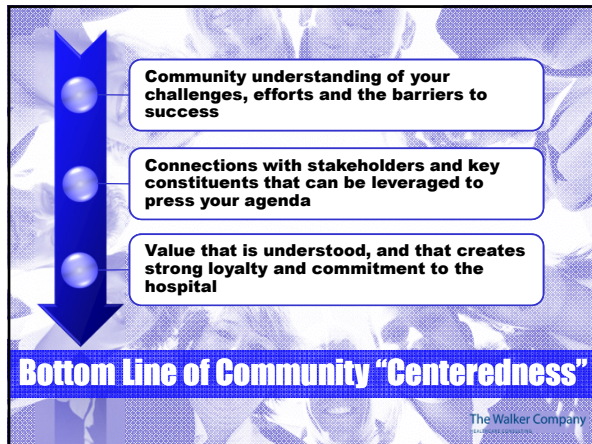 Community understanding of your
challenges, efforts and the barriers to
success
Connections with stakeholders and key
constituents that can be leveraged to
press your agenda
Value that is understood, and that creates
strong loyalty and commitment to the
hospital
Bottom Line of Community “Centeredness”
The Walker Company
HEALTHCARE CONSULTING